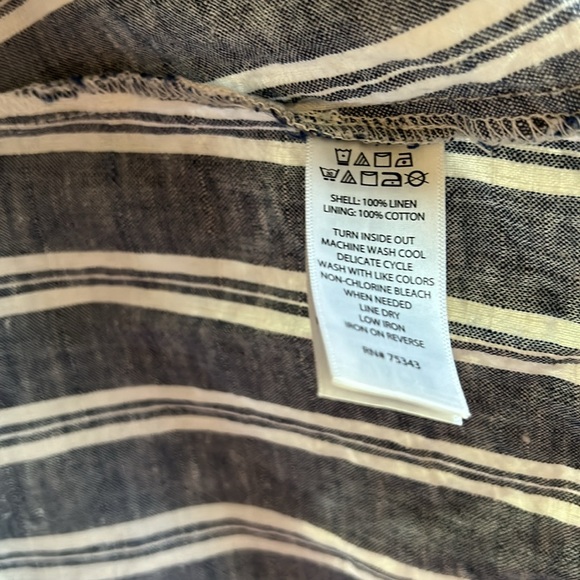 SHELL: 100% LINEN
LINING: 100% COTTON
TURN INSIDE OUT
MACHINE WASH COOL
DELICATE CYCLE
WASH WITH LIKE COLORS
NON-CHLORINE BLEACH
WHEN NEEDED
LINE DRY
LOW IRON
IRON ON REVERSE
RN# 75343